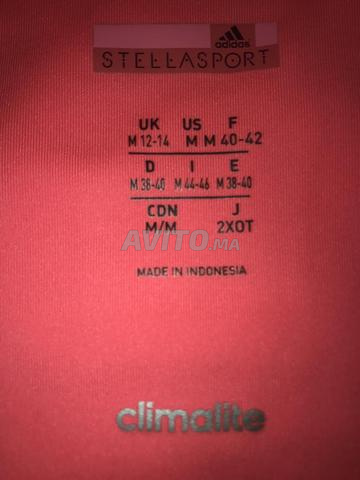 adidas
STELLASPORT
UK US F
M 12-14 M M 40-42
D I E
M 38-40 M 44-46 M 38-40
CDN J
M/M 2XOT
AVITO.MA
MADE IN INDONESIA
climalite